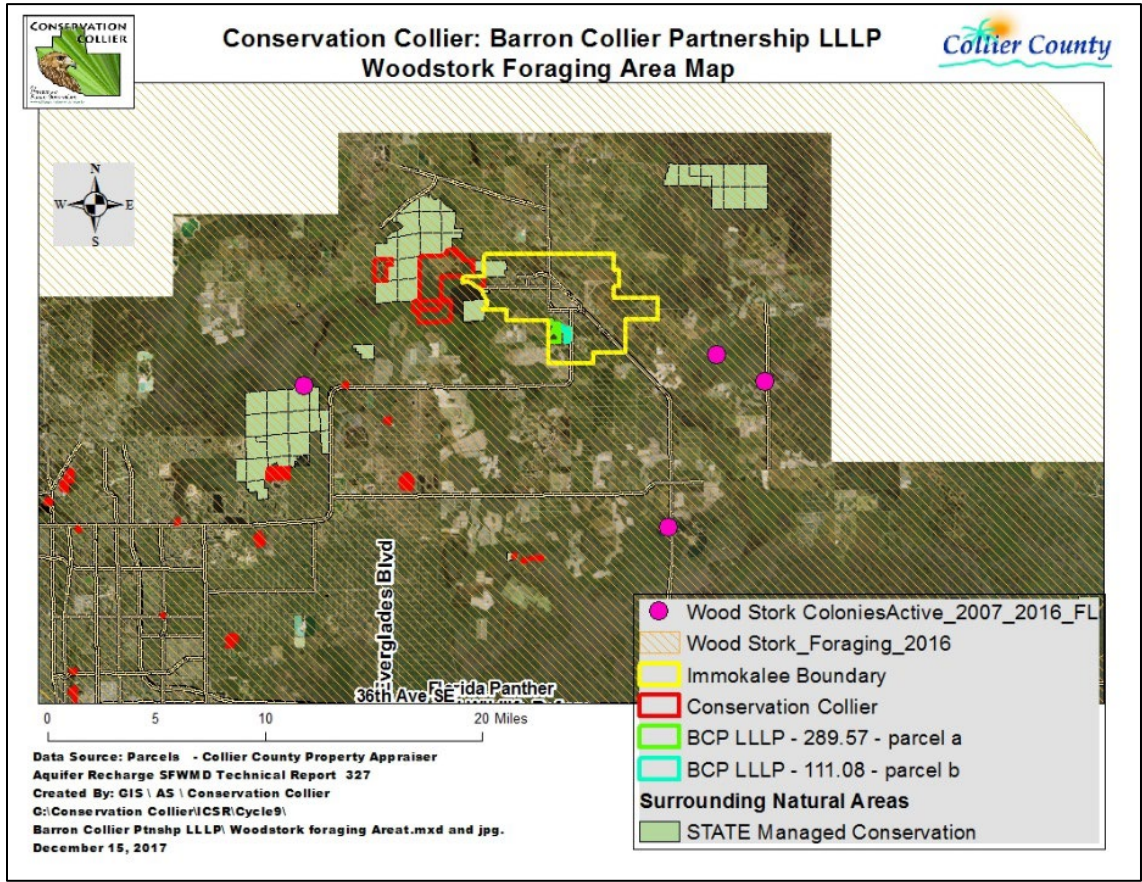 CONSERVATION
COLLIER
Conservation Collier: Barron Collier Partnership LLLP
Woodstork Foraging Area Map
Collier County
N
W E
S
Everglades Blvd
36th Ave SE
Florida Panther
0 5 10 20 Miles
Wood Stork ColoniesActive_2007_2016_FL
Wood Stork_Foraging_2016
Immokalee Boundary
Conservation Collier
BCP LLLP - 289.57 - parcel a
BCP LLLP - 111.08 - parcel b
Surrounding Natural Areas
STATE Managed Conservation
Data Source: Parcels - Collier County Property Appraiser
Aquifer Recharge SFWMD Technical Report 327
Created By: GIS \ AS \ Conservation Collier
G:\Conservation Collier\ICSR\Cycle9\
Barron Collier Ptnshp LLLP\ Woodstork foraging Areat.mxd and jpg.
December 15, 2017